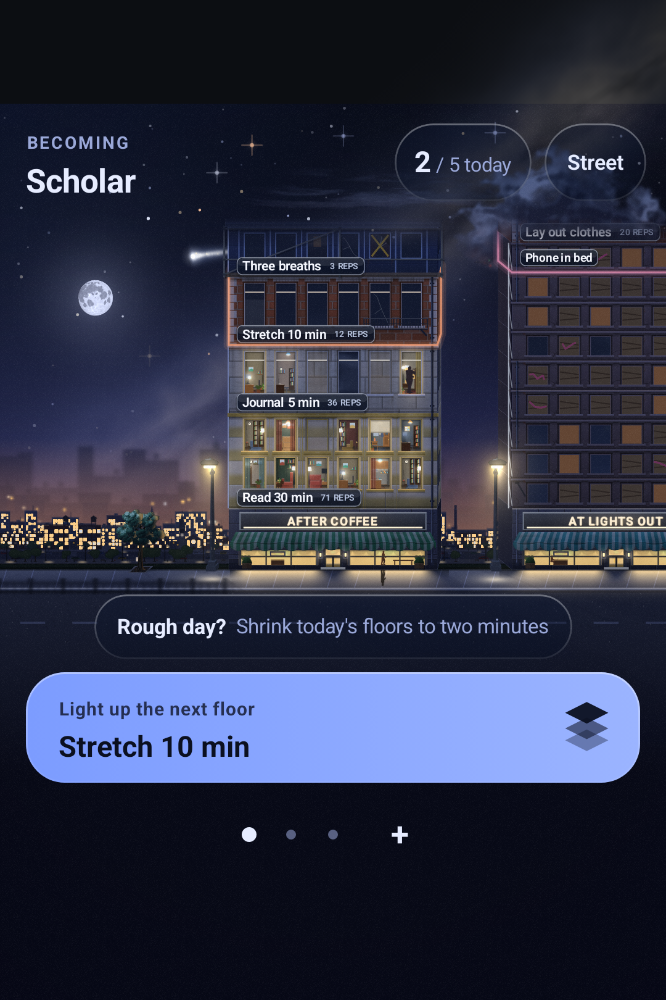 BECOMING
Scholar
2 / 5 today
Street
Three breaths 3 REPS
Stretch 10 min 12 REPS
Journal 5 min 36 REPS
Read 30 min 71 REPS
AFTER COFFEE
Lay out clothes 20 REPS
Phone in bed
AT LIGHTS OUT
Rough day? Shrink today's floors to two minutes
Light up the next floor
Stretch 10 min
+